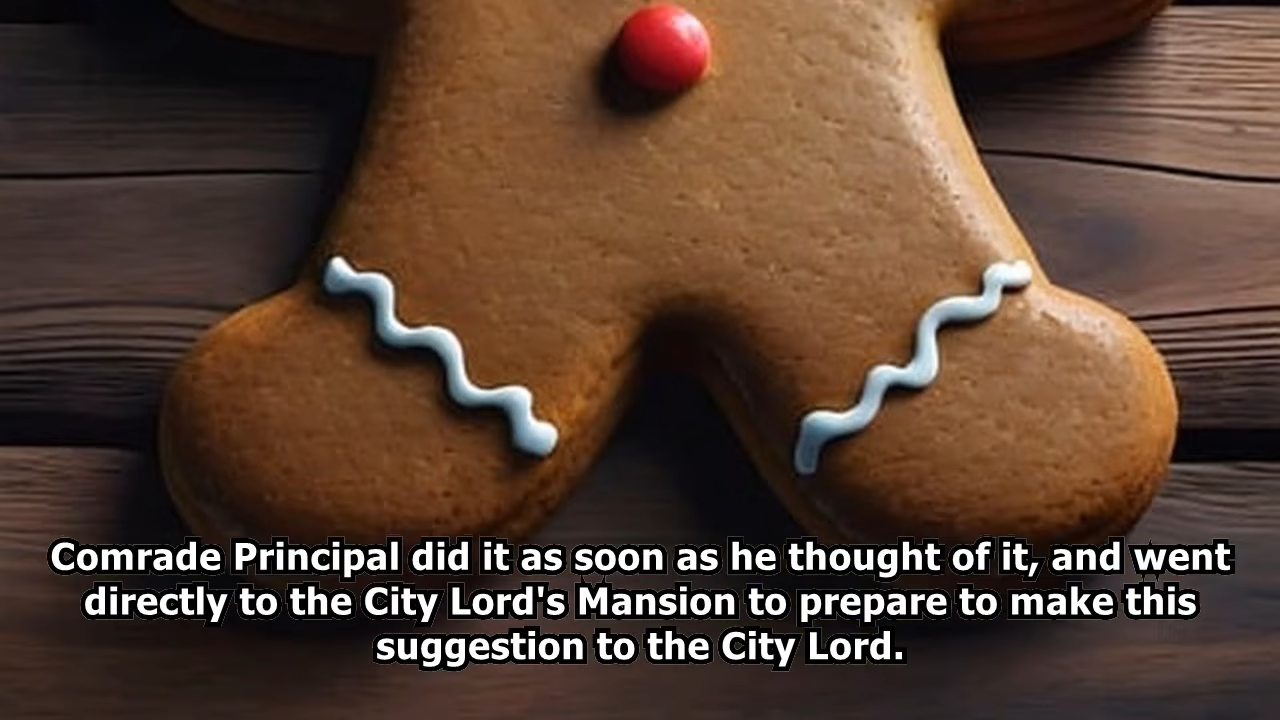 Comrade Principal did it as soon as he thought of it, and went
directly to the City Lord's Mansion to prepare to make this
suggestion to the City Lord.